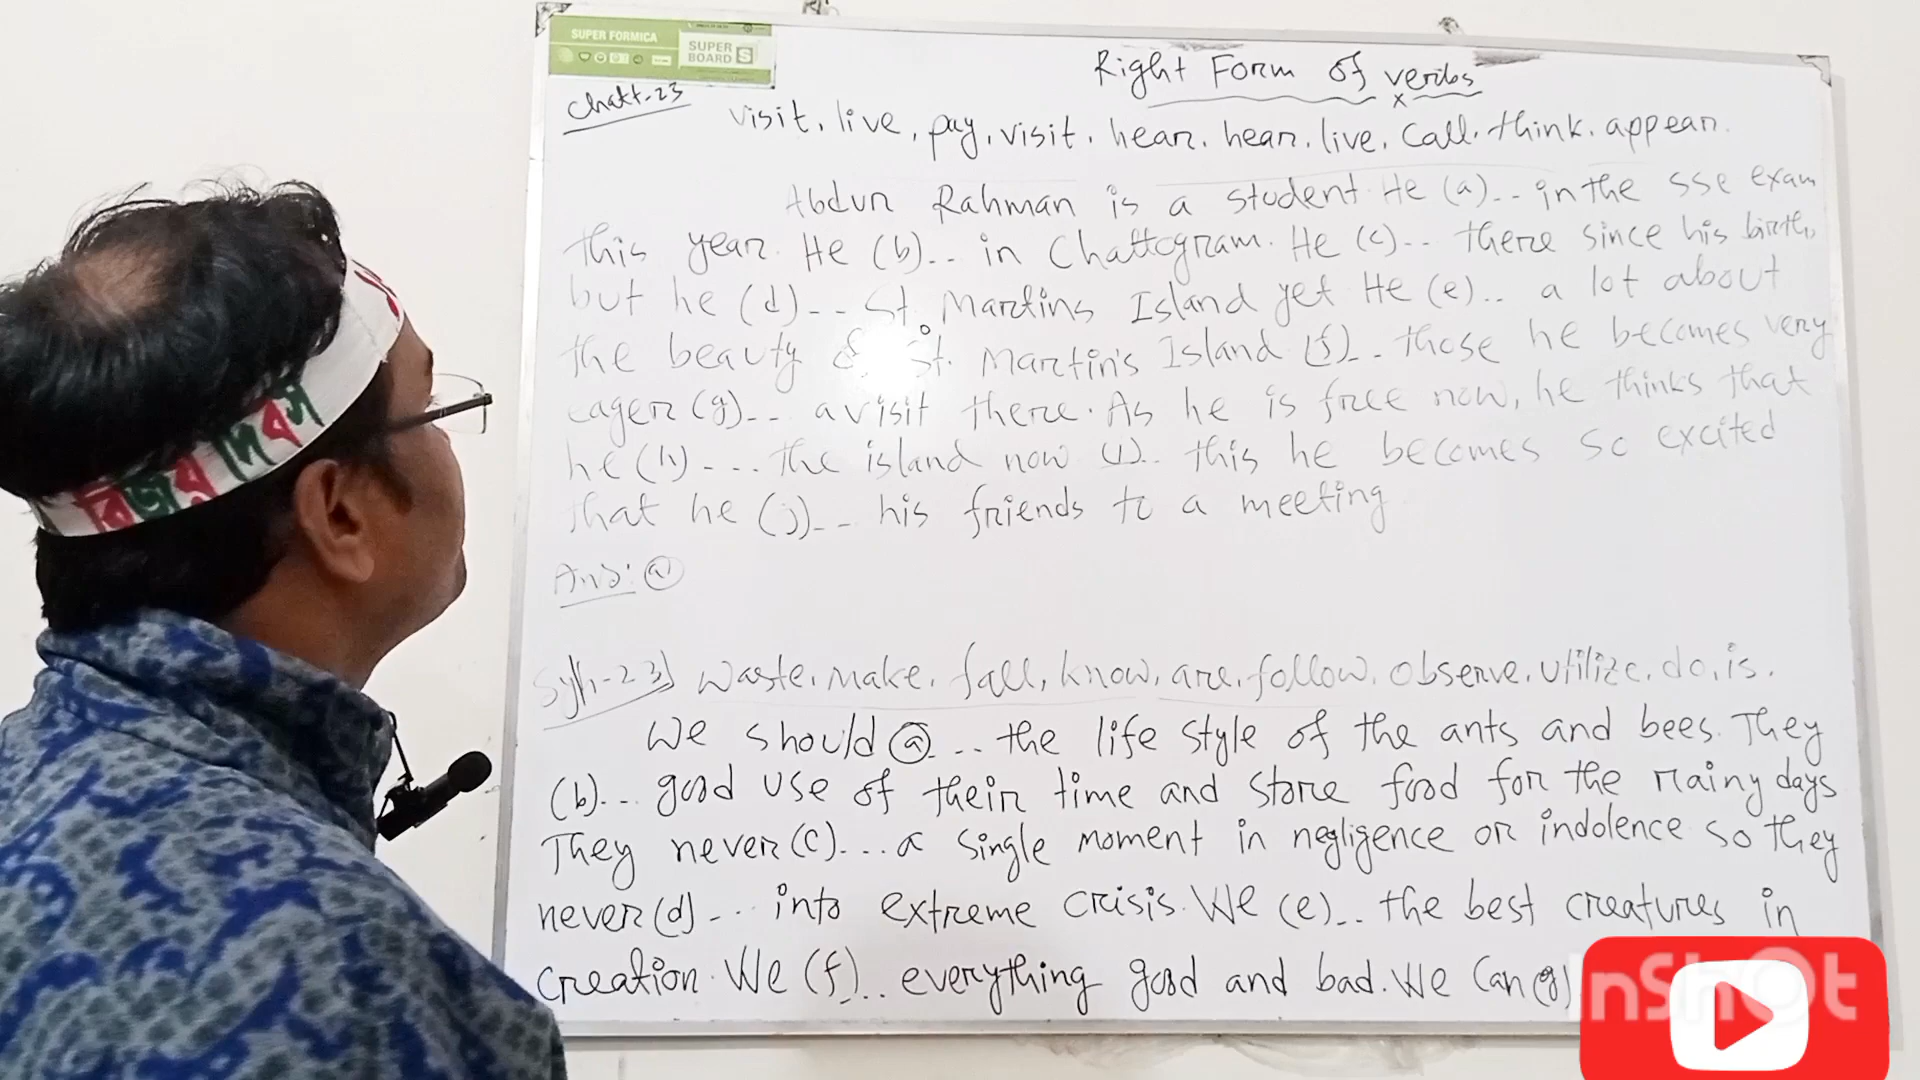 SUPER FORMICA
SUPER
BOARD S
Right Form of verbs
Chatt.23
visit, live, pay, visit, hear, hear, live, call, think, appear.
Abdur Rahman is a student. He (a)... in the SSC exam
this year. He (b)... in Chattogram. He (c)... there since his birth,
but he (d)... St. Martins Island yet He (e).. a lot about
the beauty of St. Martin's Island (f)... those he becomes very
eager (g)... a visit there. As he is free now, he thinks that
he (h).... the island now (i).. this he becomes so excited
that he (j)... his friends to a meeting
Ans: (a)
Syl-23) waste, make, fall, know, are, follow, observe, utilize, do, is.
We should (a)... the life style of the ants and bees. They
(b)... good use of their time and store food for the rainy days
They never (c)... a single moment in negligence or indolence so they
never (d)... into extreme crisis. We (e)... the best creatures in
creation. We (f)... everything good and bad. We can (g)
বিজয় দিবস
InShOt